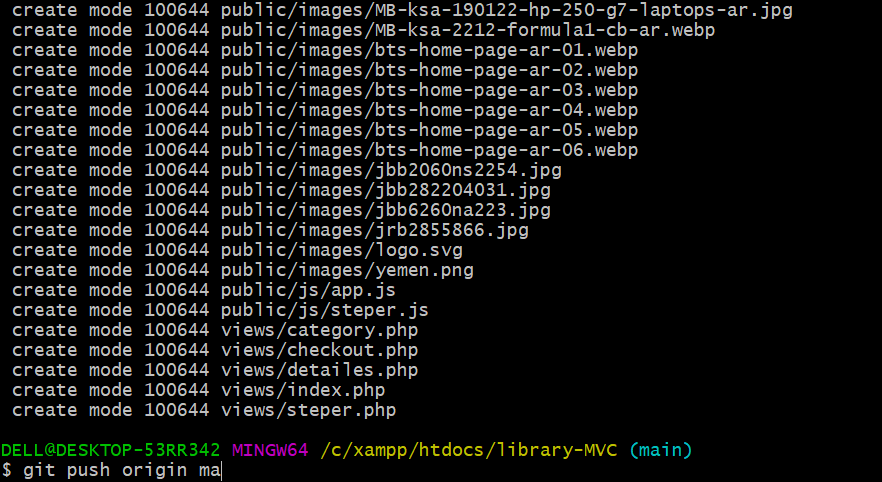 create mode 100644 public/images/MB-ksa-190122-hp-250-g7-laptops-ar.jpg
create mode 100644 public/images/MB-ksa-2212-formula1-cb-ar.webp
create mode 100644 public/images/bts-home-page-ar-01.webp
create mode 100644 public/images/bts-home-page-ar-02.webp
create mode 100644 public/images/bts-home-page-ar-03.webp
create mode 100644 public/images/bts-home-page-ar-04.webp
create mode 100644 public/images/bts-home-page-ar-05.webp
create mode 100644 public/images/bts-home-page-ar-06.webp
create mode 100644 public/images/jbb2060ns2254.jpg
create mode 100644 public/images/jbb282204031.jpg
create mode 100644 public/images/jbb6260na223.jpg
create mode 100644 public/images/jrb2855866.jpg
create mode 100644 public/images/logo.svg
create mode 100644 public/images/yemen.png
create mode 100644 public/js/app.js
create mode 100644 public/js/steper.js
create mode 100644 views/category.php
create mode 100644 views/checkout.php
create mode 100644 views/detailes.php
create mode 100644 views/index.php
create mode 100644 views/steper.php
DELL@DESKTOP-53RR342 MINGW64 /c/xampp/htdocs/library-MVC (main)
$ git push origin ma